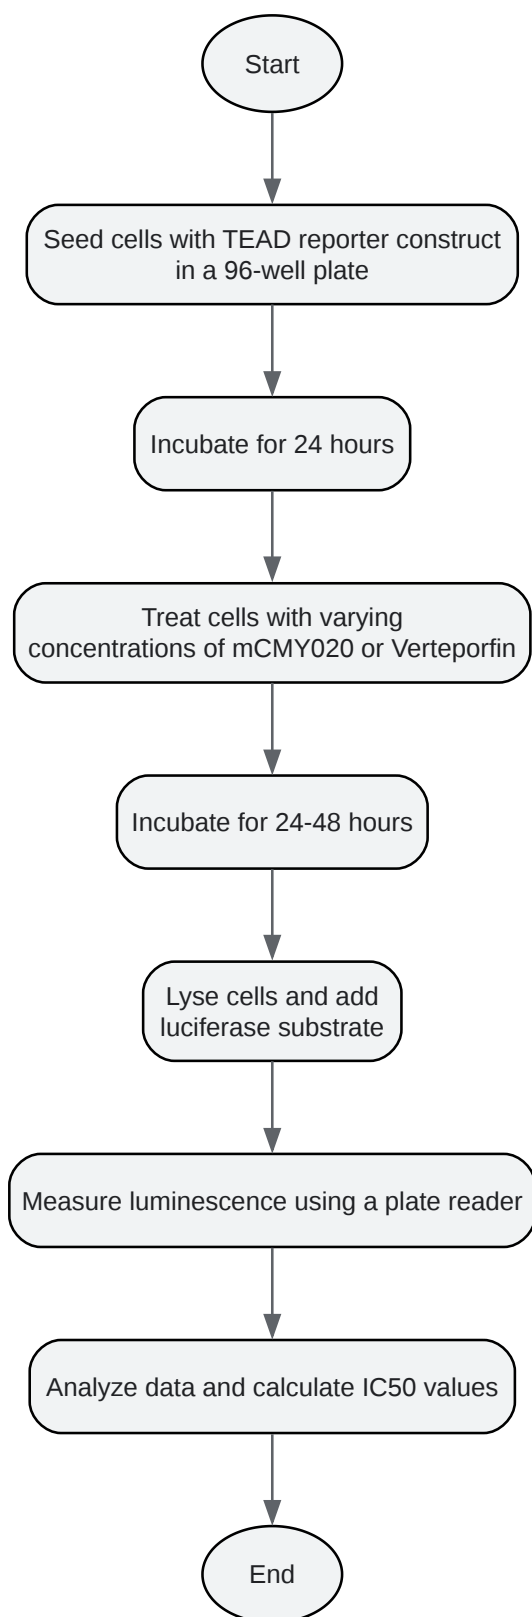 Start
Seed cells with TEAD reporter construct
in a 96-well plate
Incubate for 24 hours
Treat cells with varying
concentrations of mCMY020 or Verteporfin
Incubate for 24-48 hours
Lyse cells and add
luciferase substrate
Measure luminescence using a plate reader
Analyze data and calculate IC50 values
End